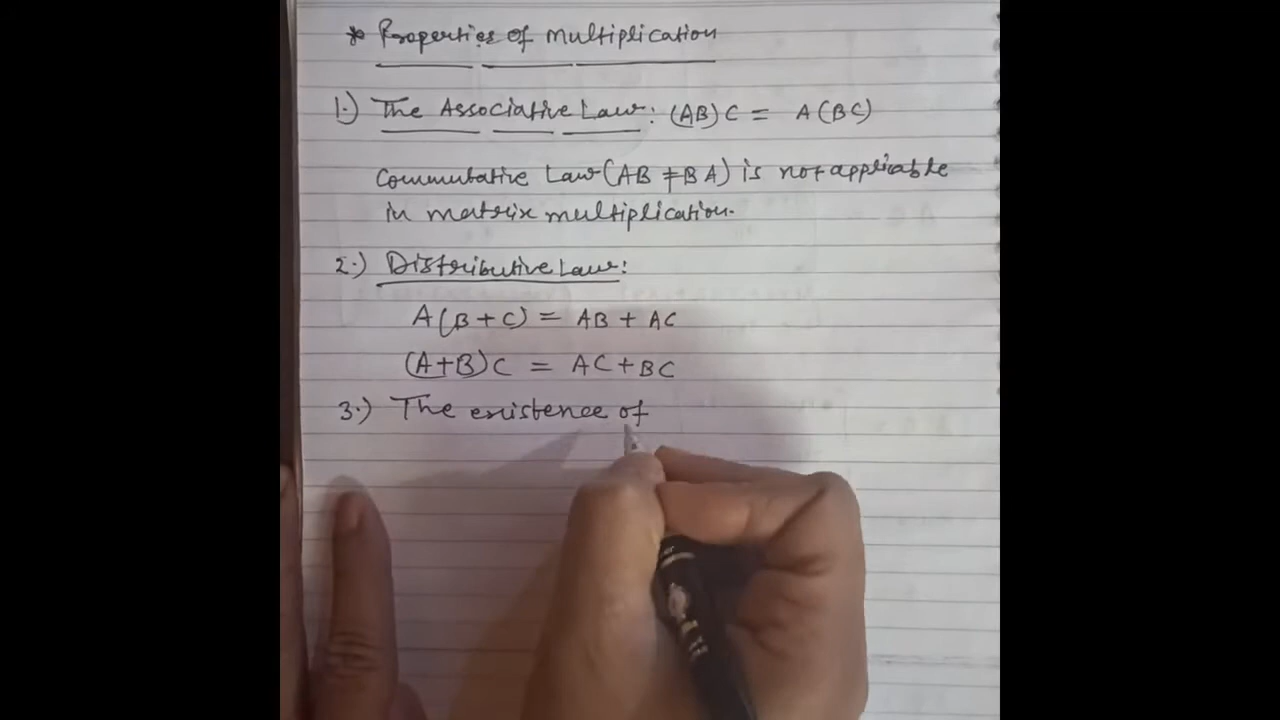 * Properties of multiplication
1.) The Associative Law: (AB)C = A(BC)
Commutative Law (AB ≠ BA) is not applicable
in matrix multiplication.
2.) Distributive Law:
A(B+C) = AB + AC
(A+B)C = AC+BC
3.) The existence of